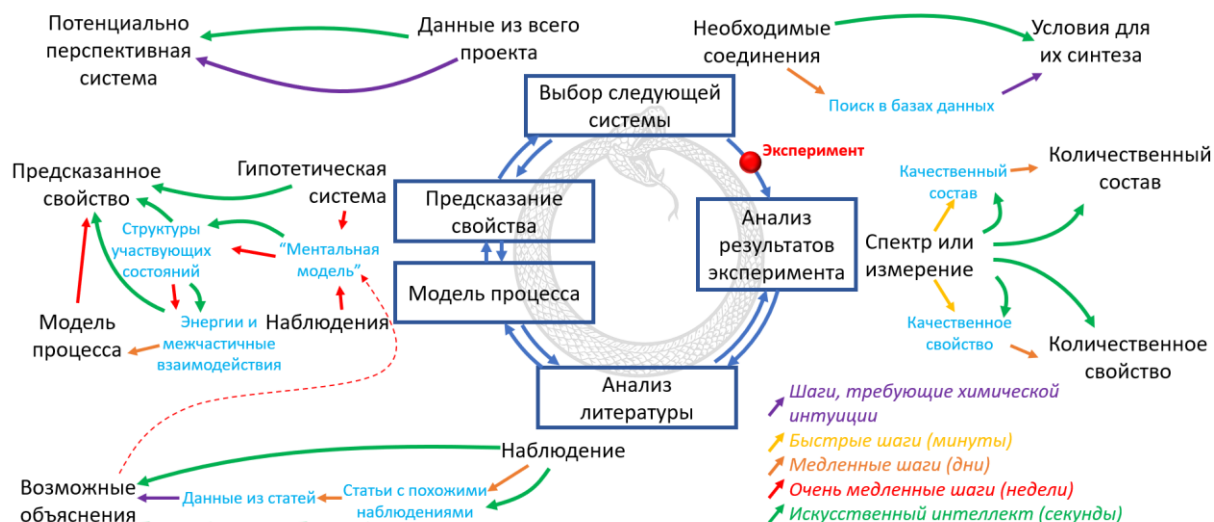 Потенциально
перспективная
система
Данные из всего
проекта
Необходимые
соединения
Условия для
их синтеза
Поиск в базах данных
Выбор следующей
системы
Эксперимент
Предсказанное
свойство
Гипотетическая
система
Структуры
участвующих
состояний
“Ментальная
модель”
Модель
процесса
Энергии и
межчастичные
взаимодействия
Наблюдения
Предсказание
свойства
Модель процесса
Анализ
результатов
эксперимента
Анализ
литературы
Качественный
состав
Количественный
состав
Спектр или
измерение
Качественное
свойство
Количественное
свойство
Наблюдение
Возможные
объяснения
Данные из статей
Статьи с похожими
наблюдениями
Шаги, требующие химической
интуиции
Быстрые шаги (минуты)
Медленные шаги (дни)
Очень медленные шаги (недели)
Искусственный интеллект (секунды)